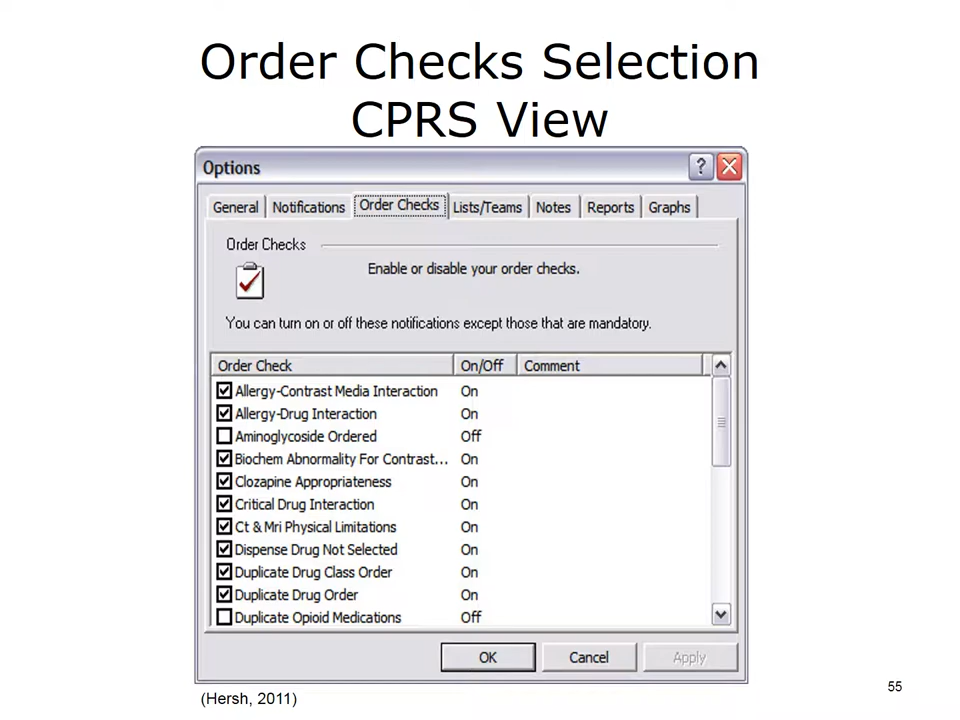 Order Checks Selection
CPRS View
Options
General Notifications Order Checks Lists/Teams Notes Reports Graphs
Order Checks
Enable or disable your order checks.
You can turn on or off these notifications except those that are mandatory.
Order Check On/Off Comment
Allergy-Contrast Media Interaction On
Allergy-Drug Interaction On
Aminoglycoside Ordered Off
Biochem Abnormality For Contrast... On
Clozapine Appropriateness On
Critical Drug Interaction On
Ct & Mri Physical Limitations On
Dispense Drug Not Selected On
Duplicate Drug Class Order On
Duplicate Drug Order On
Duplicate Opioid Medications Off
OK Cancel Apply
55
(Hersh, 2011)